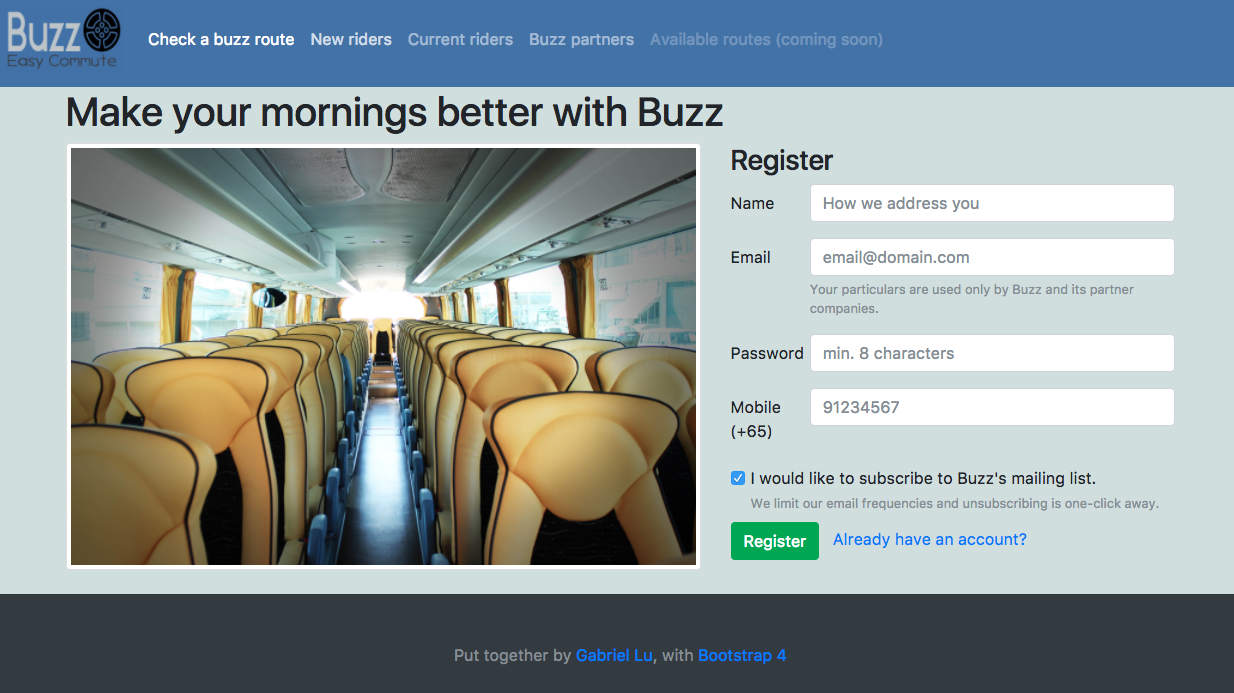 Buzz
Easy Commute
Check a buzz route New riders Current riders Buzz partners Available routes (coming soon)
Make your mornings better with Buzz
Register
Name How we address you
Email email@domain.com
Your particulars are used only by Buzz and its partner
companies.
Password min. 8 characters
Mobile 91234567
(+65)
I would like to subscribe to Buzz's mailing list.
We limit our email frequencies and unsubscribing is one-click away.
Register Already have an account?
Put together by Gabriel Lu, with Bootstrap 4